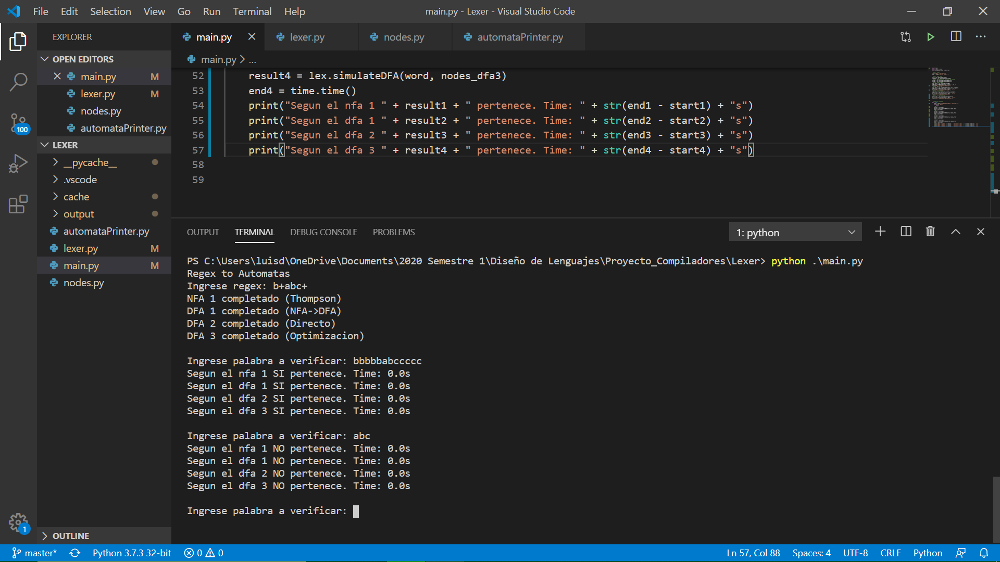 File Edit Selection View Go Run Terminal Help
main.py - Lexer - Visual Studio Code
EXPLORER
OPEN EDITORS
main.py M
lexer.py M
nodes.py
automataPrinter.py
LEXER
__pycache__
.vscode
cache
output
automataPrinter.py
lexer.py M
main.py M
nodes.py
OUTLINE
100
1
main.py
lexer.py
nodes.py
automataPrinter.py
main.py > ...
52 result4 = lex.simulateDFA(word, nodes_dfa3)
53 end4 = time.time()
54 print("Segun el nfa 1 " + result1 + " pertenece. Time: " + str(end1 - start1) + "s")
55 print("Segun el dfa 1 " + result2 + " pertenece. Time: " + str(end2 - start2) + "s")
56 print("Segun el dfa 2 " + result3 + " pertenece. Time: " + str(end3 - start3) + "s")
57 print("Segun el dfa 3 " + result4 + " pertenece. Time: " + str(end4 - start4) + "s")
58
59
OUTPUT TERMINAL DEBUG CONSOLE PROBLEMS
1: python
PS C:\Users\luisd\OneDrive\Documents\2020 Semestre 1\Diseño de Lenguajes\Proyecto_Compiladores\Lexer> python .\main.py
Regex to Automatas
Ingrese regex: b+abc+
NFA 1 completado (Thompson)
DFA 1 completado (NFA->DFA)
DFA 2 completado (Directo)
DFA 3 completado (Optimizacion)
Ingrese palabra a verificar: bbbbbabccccc
Segun el nfa 1 SI pertenece. Time: 0.0s
Segun el dfa 1 SI pertenece. Time: 0.0s
Segun el dfa 2 SI pertenece. Time: 0.0s
Segun el dfa 3 SI pertenece. Time: 0.0s
Ingrese palabra a verificar: abc
Segun el nfa 1 NO pertenece. Time: 0.0s
Segun el dfa 1 NO pertenece. Time: 0.0s
Segun el dfa 2 NO pertenece. Time: 0.0s
Segun el dfa 3 NO pertenece. Time: 0.0s
Ingrese palabra a verificar:
master* Python 3.7.3 32-bit 0 0 Ln 57, Col 88 Spaces: 4 UTF-8 CRLF Python